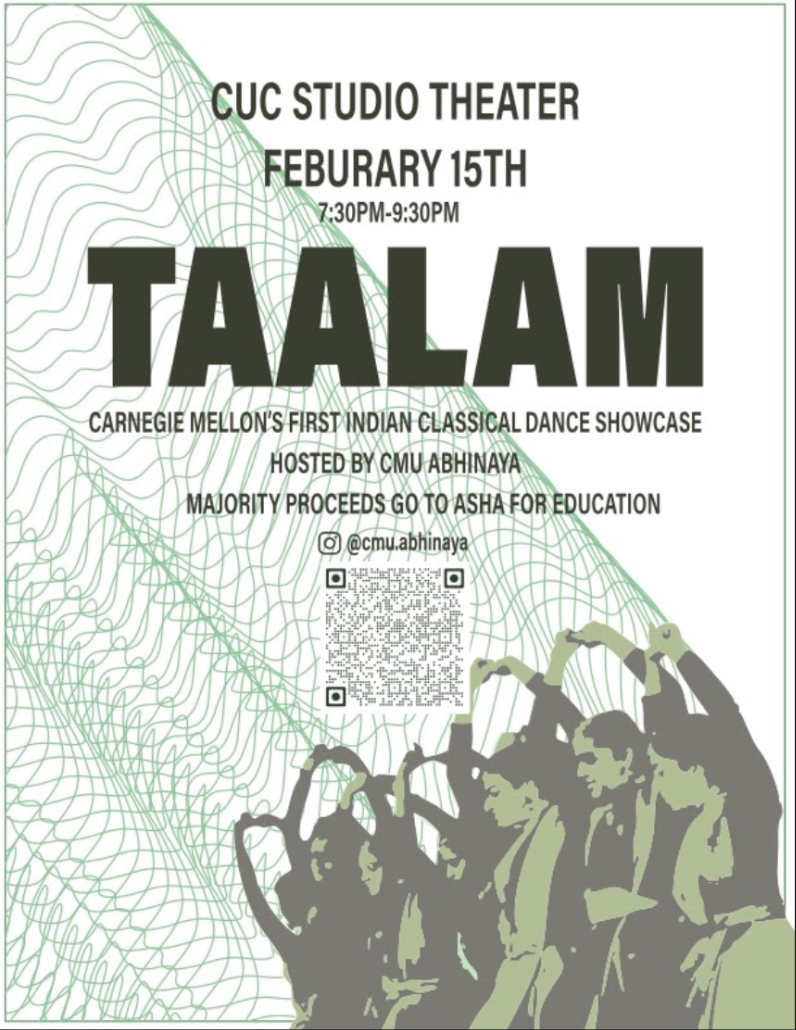 CUC STUDIO THEATER
FEBURARY 15TH
7:30PM-9:30PM
TAALAM
CARNEGIE MELLON'S FIRST INDIAN CLASSICAL DANCE SHOWCASE
HOSTED BY CMU ABHINAYA
MAJORITY PROCEEDS GO TO ASHA FOR EDUCATION
@cmu.abhinaya